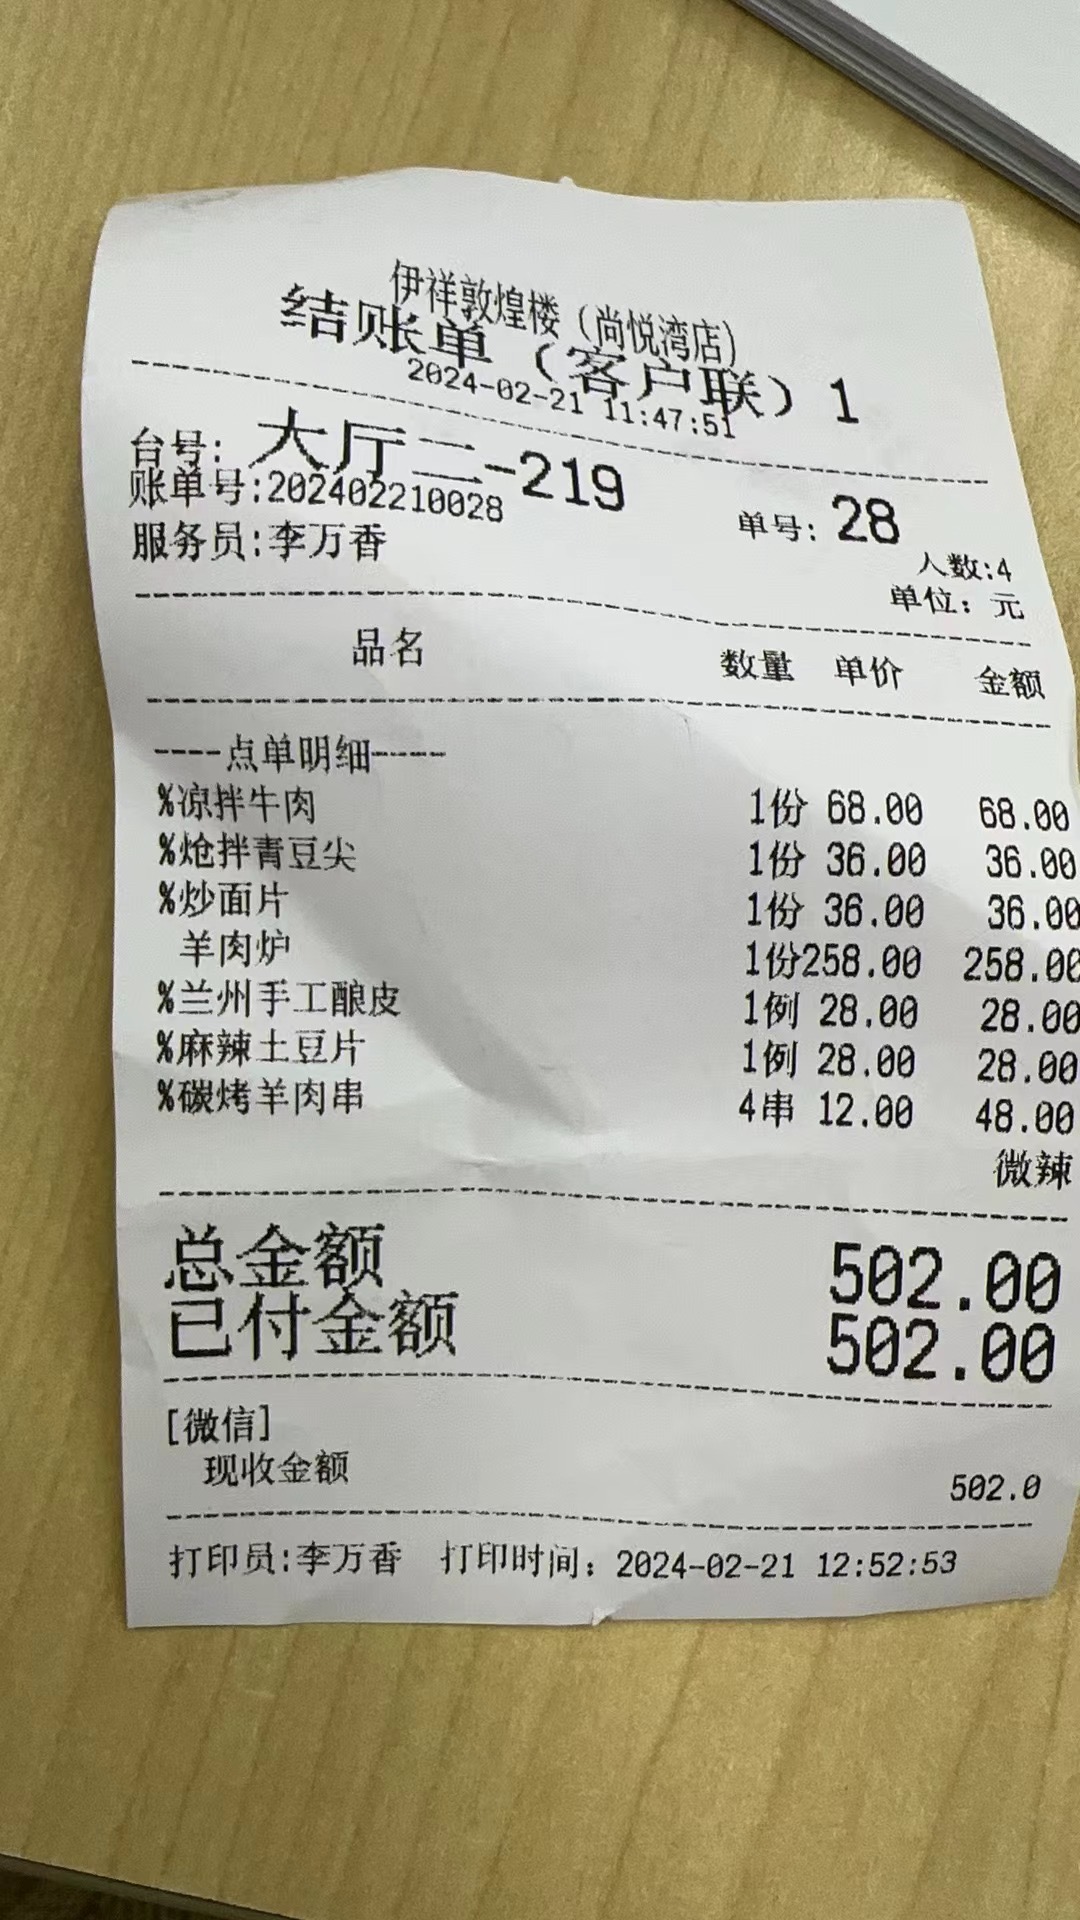 伊祥敦煌楼（尚悦湾店）
结账单（客户联）1
2024-02-21 11:47:51
台号：大厅二-219
账单号:202402210028 单号：28
服务员:李万香 人数:4
单位：元
品名 数量 单价 金额
----点单明细----
%凉拌牛肉 1份 68.00 68.00
%炝拌青豆尖 1份 36.00 36.00
%炒面片 1份 36.00 36.00
羊肉炉 1份258.00 258.00
%兰州手工酿皮 1例 28.00 28.00
%麻辣土豆片 1例 28.00 28.00
%碳烤羊肉串 4串 12.00 48.00
微辣
总金额 502.00
已付金额 502.00
[微信]
现收金额 502.0
打印员:李万香 打印时间：2024-02-21 12:52:53